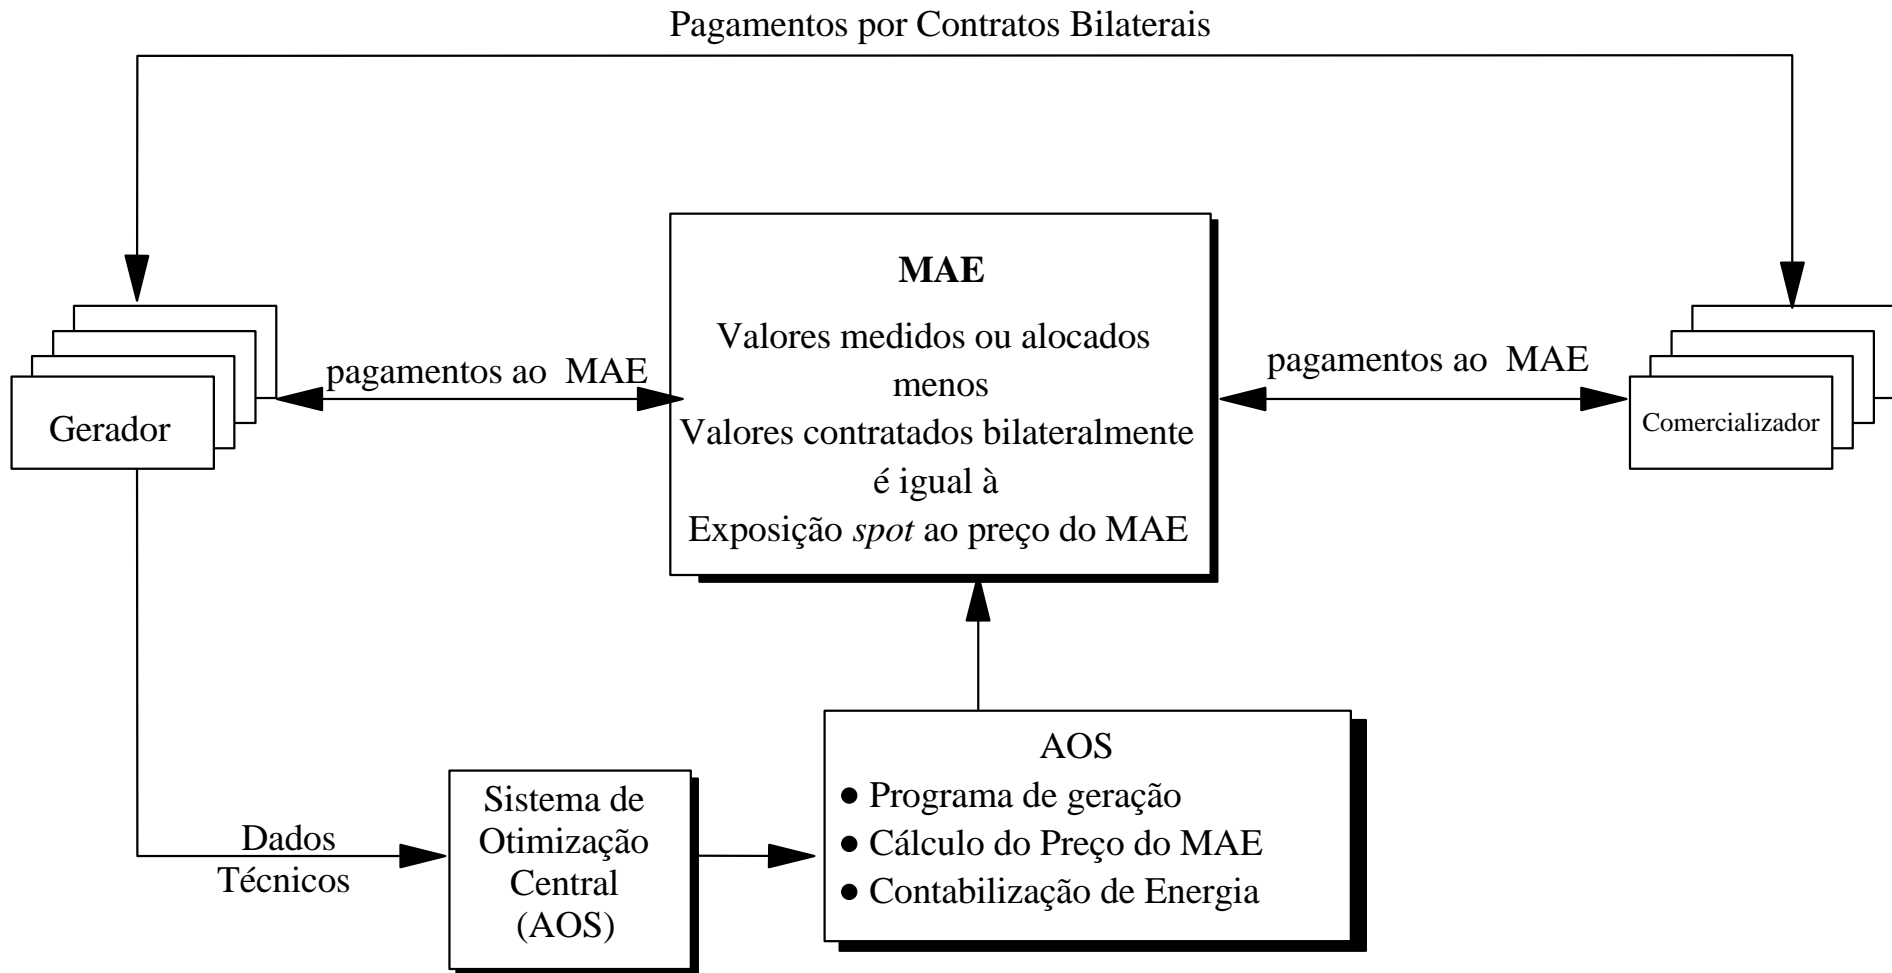 Pagamentos por Contratos Bilaterais
MAE
Valores medidos ou alocados
menos
Valores contratados bilateralmente
é igual à
Exposição spot ao preço do MAE
pagamentos ao MAE
pagamentos ao MAE
Gerador
Comercializador
Dados
Técnicos
Sistema de
Otimização
Central
(AOS)
AOS
● Programa de geração
● Cálculo do Preço do MAE
● Contabilização de Energia